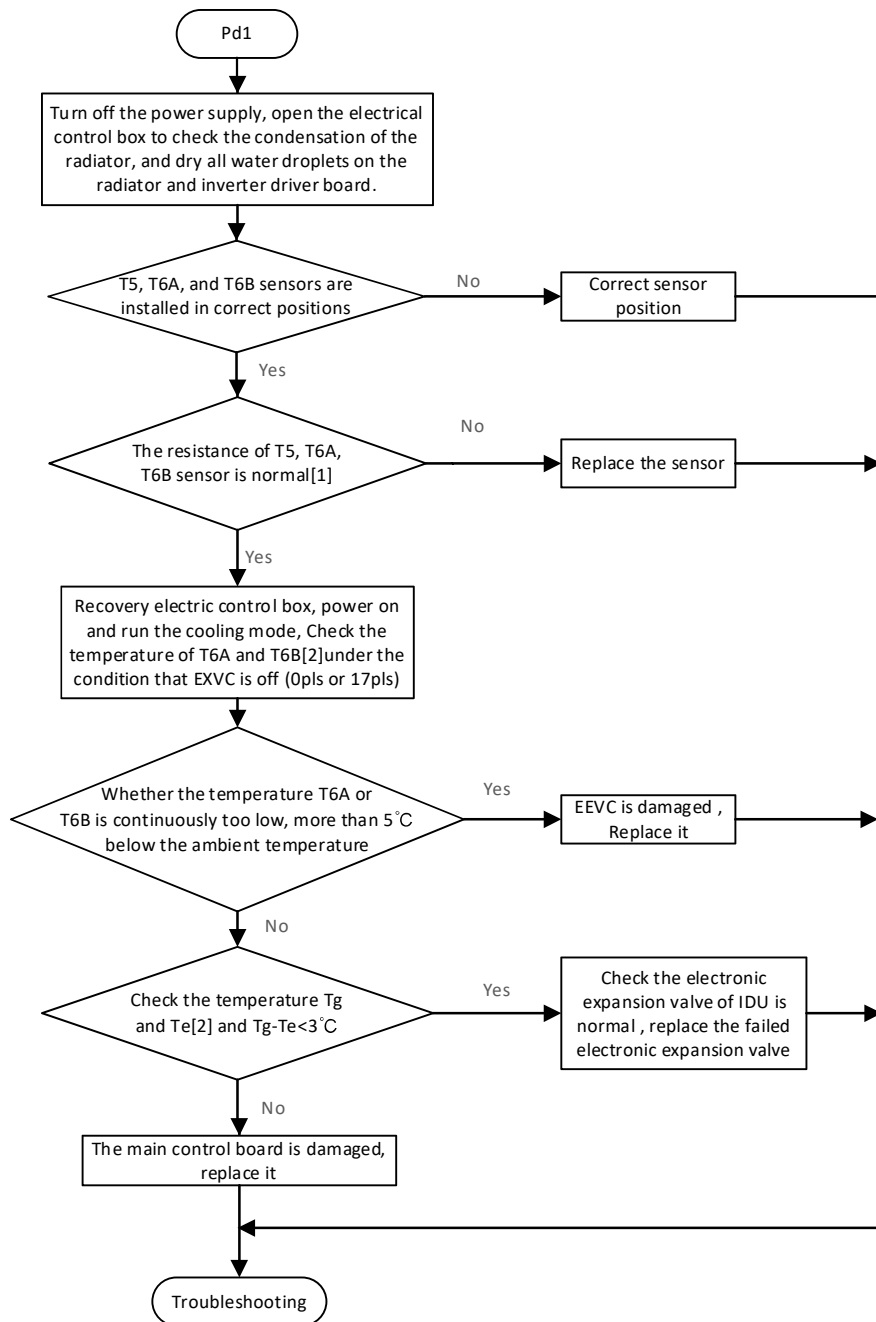 Pd1
Turn off the power supply, open the electrical
control box to check the condensation of the
radiator, and dry all water droplets on the
radiator and inverter driver board.
T5, T6A, and T6B sensors are
installed in correct positions
No
Correct sensor
position
Yes
The resistance of T5, T6A,
T6B sensor is normal[1]
No
Replace the sensor
Yes
Recovery electric control box, power on
and run the cooling mode, Check the
temperature of T6A and T6B[2]under the
condition that EXVC is off (0pls or 17pls)
Whether the temperature T6A or
T6B is continuously too low, more than 5℃
below the ambient temperature
Yes
EEVC is damaged ,
Replace it
No
Check the temperature Tg
and Te[2] and Tg-Te<3℃
Yes
Check the electronic
expansion valve of IDU is
normal , replace the failed
electronic expansion valve
No
The main control board is damaged,
replace it
Troubleshooting